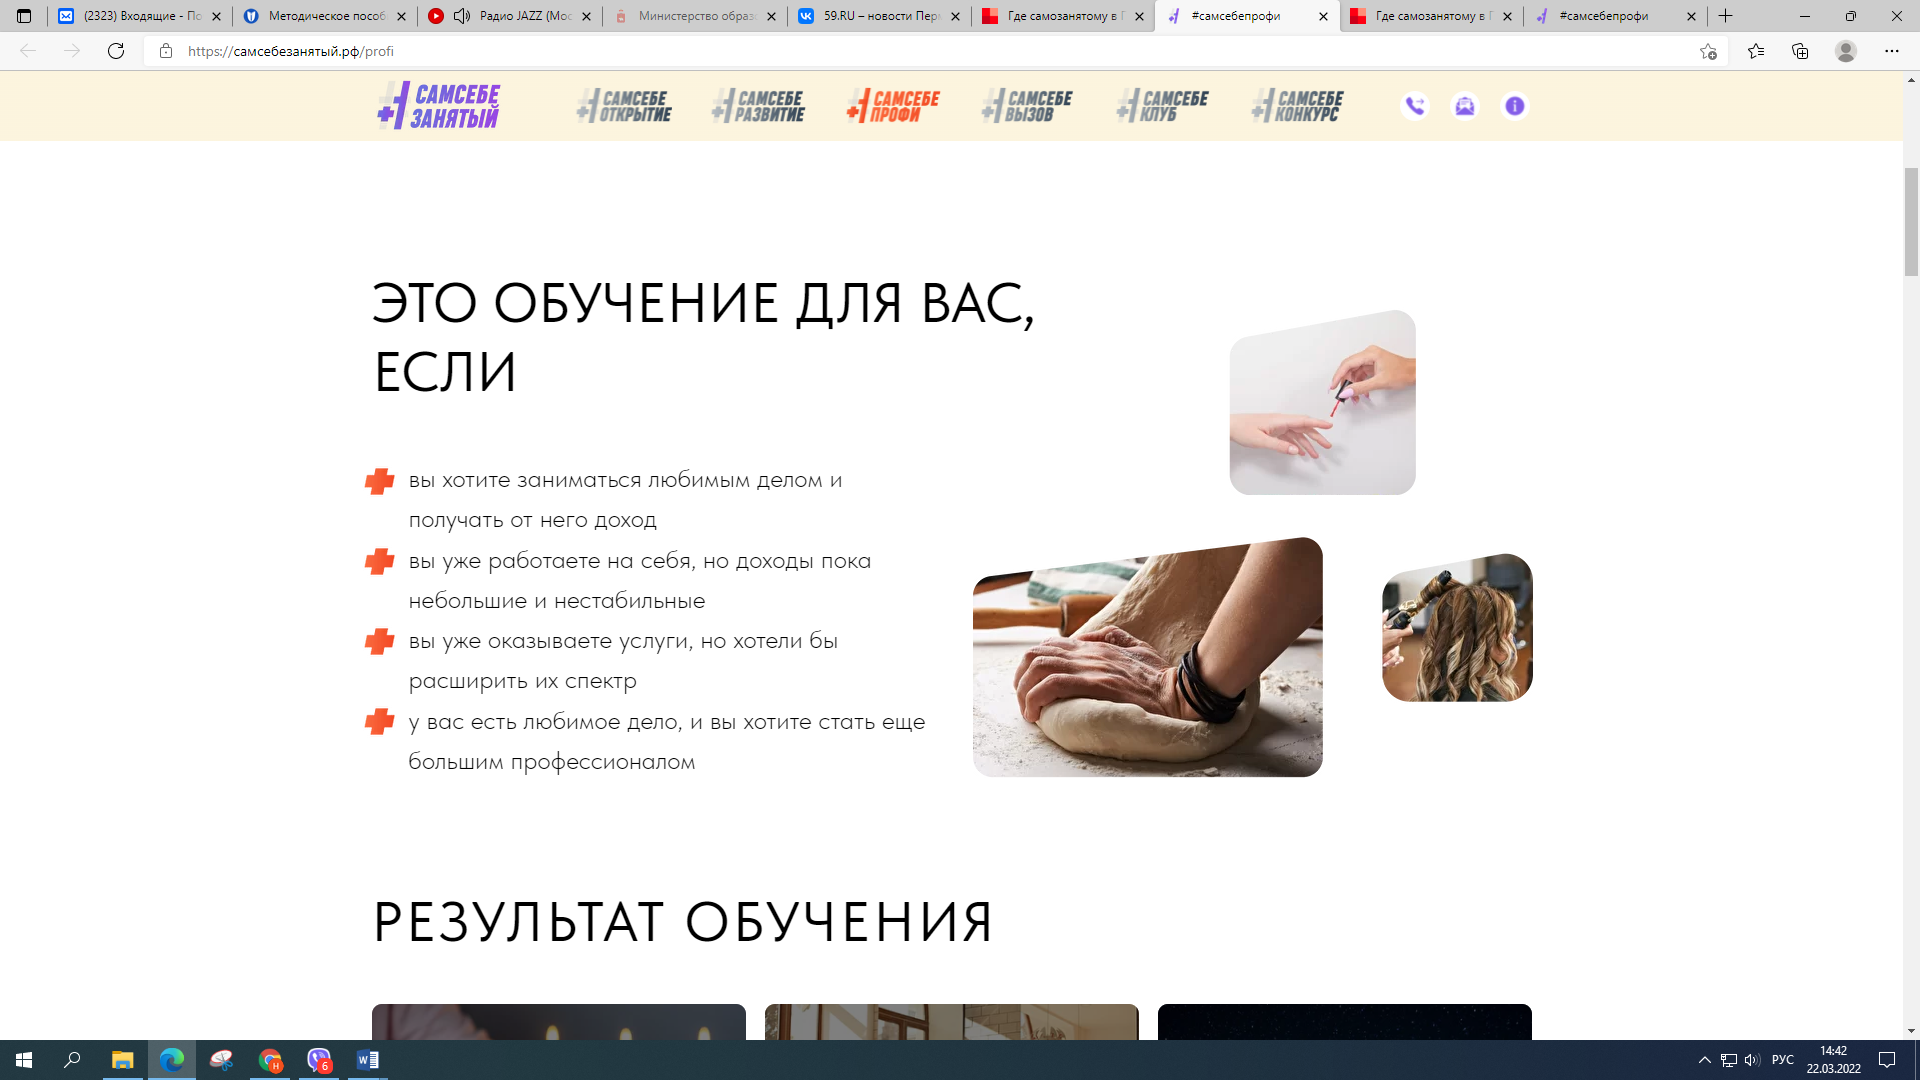 (2323) Входящие - По
Методическое пособ
Радио JAZZ (Мос
Министерство образ
59.RU – новости Перм
Где самозанятому в Г
#самсебепрофи
Где самозанятому в Г
#самсебепрофи
https://самсебезанятый.рф/profi
САМСЕБЕ
ЗАНЯТЫЙ
САМСЕБЕ
ОТКРЫТИЕ
САМСЕБЕ
РАЗВИТИЕ
САМСЕБЕ
ПРОФИ
САМСЕБЕ
ВЫЗОВ
САМСЕБЕ
КЛУБ
САМСЕБЕ
КОНКУРС
ЭТО ОБУЧЕНИЕ ДЛЯ ВАС,
ЕСЛИ
вы хотите заниматься любимым делом и
получать от него доход
вы уже работаете на себя, но доходы пока
небольшие и нестабильные
вы уже оказываете услуги, но хотели бы
расширить их спектр
у вас есть любимое дело, и вы хотите стать еще
большим профессионалом
РЕЗУЛЬТАТ ОБУЧЕНИЯ
Н
6
РУС
14:42
22.03.2022